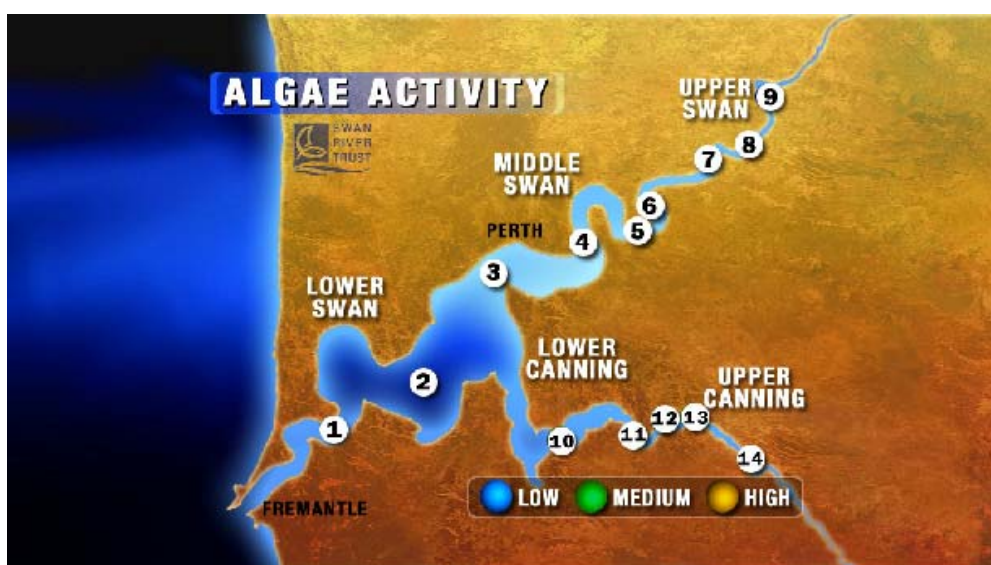 ALGAE ACTIVITY
SWAN
RIVER
TRUST
UPPER
SWAN
9
8
7
MIDDLE
SWAN
6
5
4
PERTH
3
LOWER
SWAN
2
1
LOWER
CANNING
UPPER
CANNING
10
11
12
13
14
FREMANTLE
LOW
MEDIUM
HIGH